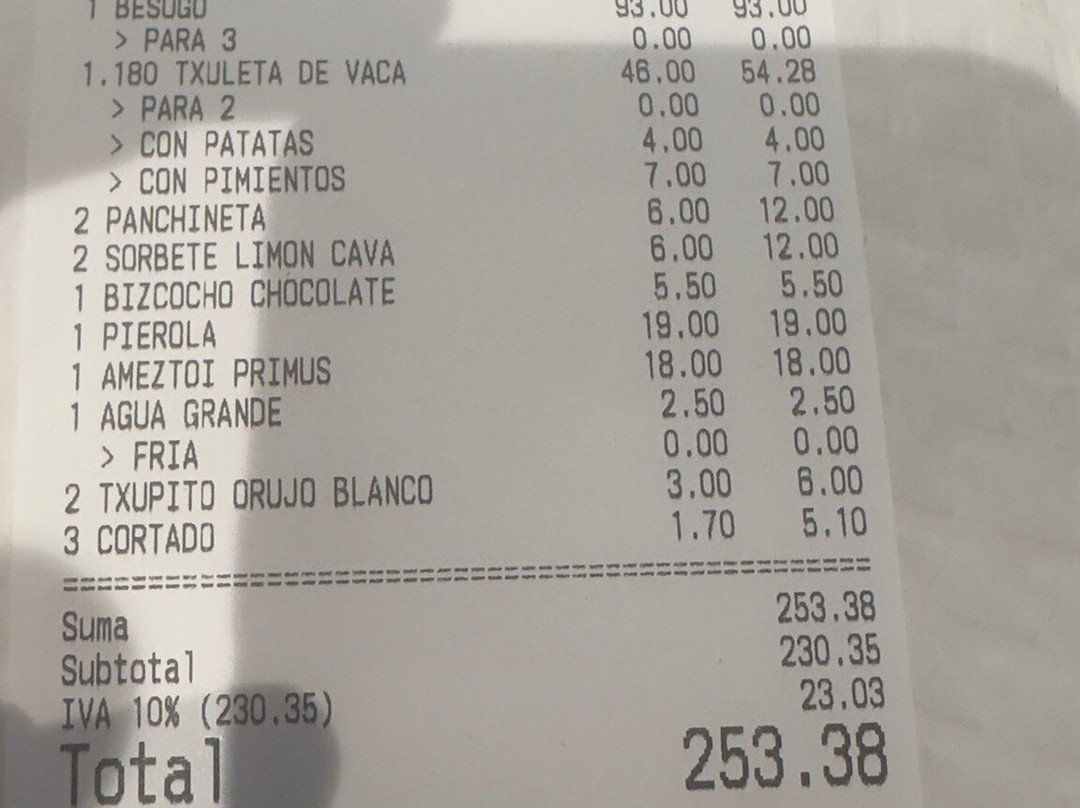 1 BESUGO 93.00 93.00
> PARA 3 0.00 0.00
1.180 TXULETA DE VACA 46.00 54.28
> PARA 2 0.00 0.00
> CON PATATAS 4.00 4.00
> CON PIMIENTOS 7.00 7.00
2 PANCHINETA 6.00 12.00
2 SORBETE LIMON CAVA 6.00 12.00
1 BIZCOCHO CHOCOLATE 5.50 5.50
1 PIEROLA 19.00 19.00
1 AMEZTOI PRIMUS 18.00 18.00
1 AGUA GRANDE 2.50 2.50
> FRIA 0.00 0.00
2 TXUPITO ORUJO BLANCO 3.00 6.00
3 CORTADO 1.70 5.10
================================================
Suma 253.38
Subtotal 230.35
IVA 10% (230.35) 23.03
Total 253.38